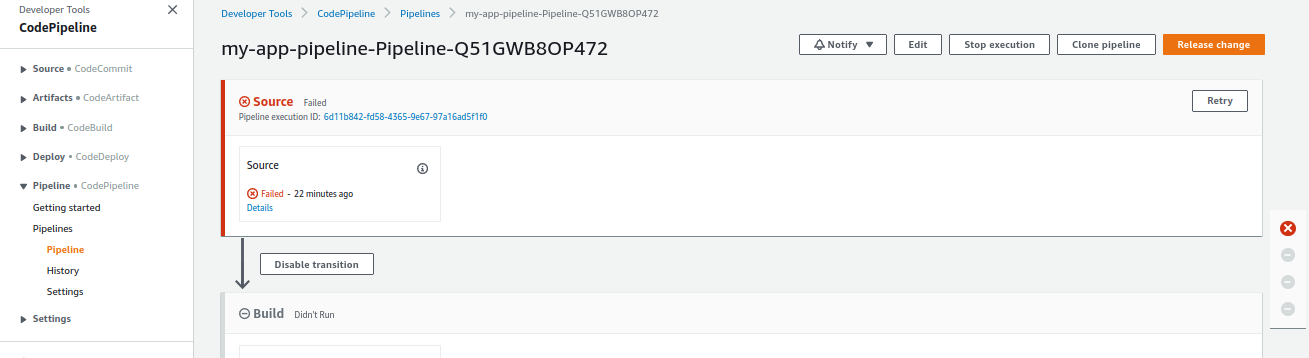 Developer Tools
CodePipeline
Source • CodeCommit
Artifacts • CodeArtifact
Build • CodeBuild
Deploy • CodeDeploy
Pipeline • CodePipeline
Getting started
Pipelines
Pipeline
History
Settings
Settings
Developer Tools > CodePipeline > Pipelines > my-app-pipeline-Pipeline-Q51GWB8OP472
my-app-pipeline-Pipeline-Q51GWB8OP472
Notify
Edit
Stop execution
Clone pipeline
Release change
Source Failed
Pipeline execution ID: 6d11b842-fd58-4365-9e67-97a16ad5f1f0
Retry
Source
Failed - 22 minutes ago
Details
Disable transition
Build Didn't Run